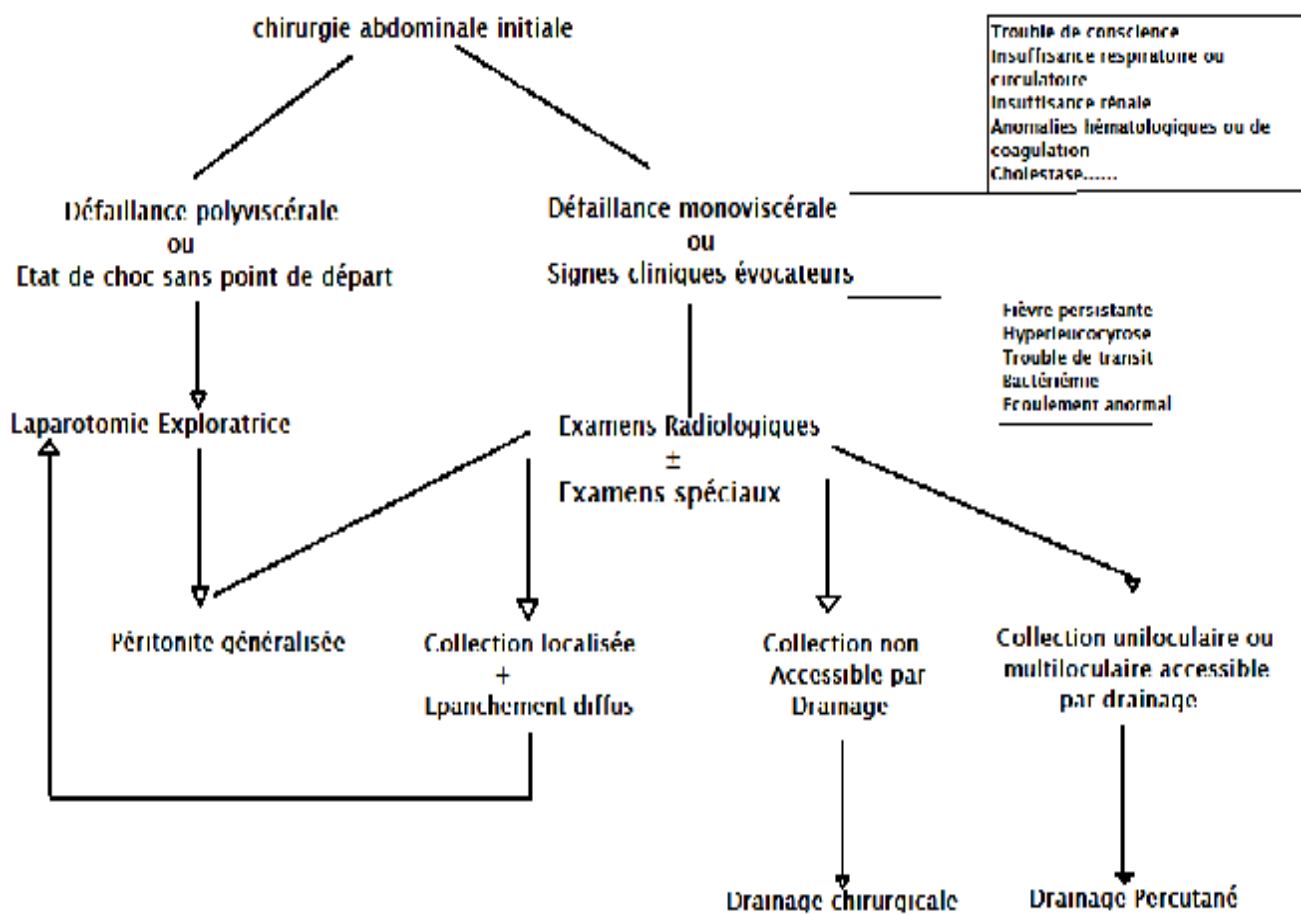 chirurgie abdominale initiale
Trouble de conscience
Insuffisance respiratoire ou
circulatoire
Insuffisance rénale
Anomalies hématologiques ou de
coagulation
Cholestase......
Défaillance polyviscérale
ou
Etat de choc sans point de départ
Défaillance monoviscérale
ou
Signes cliniques évocateurs
Fièvre persistante
Hyperleucocyrose
Trouble de transit
Bactériémie
Ecoulement anormal
Laparotomie Exploratrice
Examens Radiologiques
±
Examens spéciaux
Péritonite généralisée
Collection localisée
+
Epanchement diffus
Collection non
Accessible par
Drainage
Collection uniloculaire ou
multiloculaire accessible
par drainage
Drainage chirurgicale
Drainage Percutané